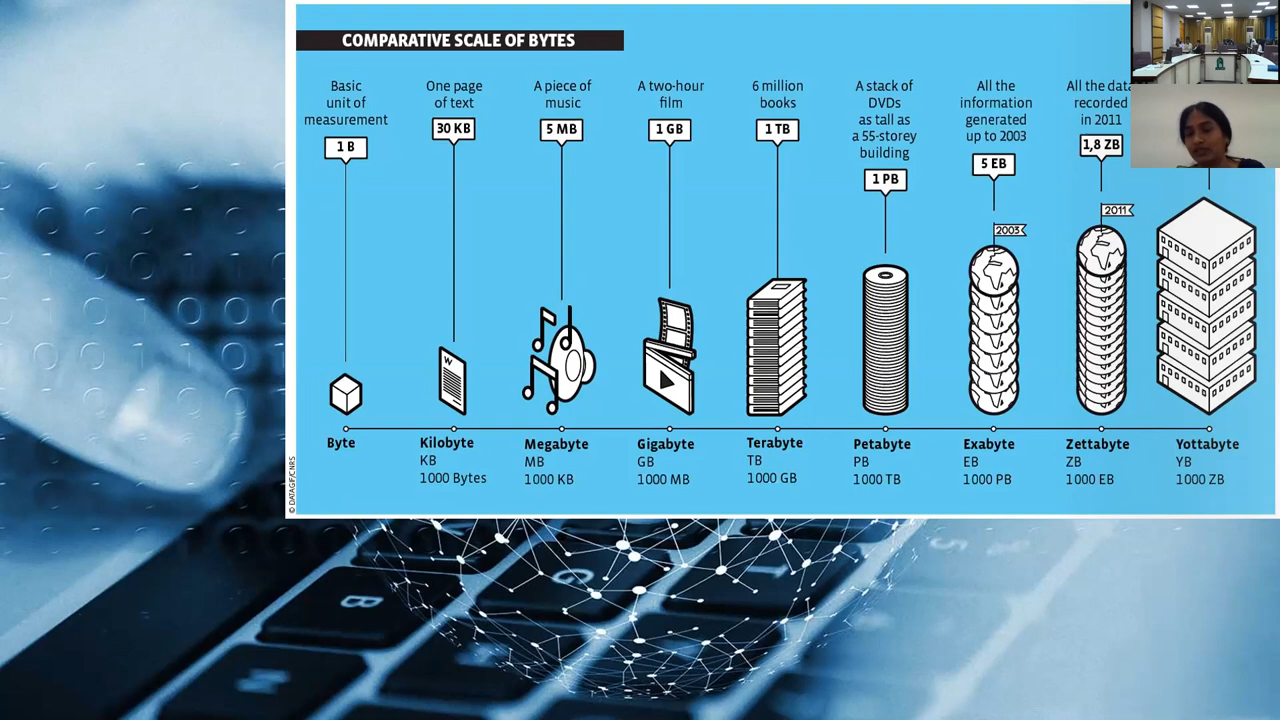 COMPARATIVE SCALE OF BYTES
Basic
unit of
measurement
1 B
One page
of text
30 KB
A piece of
music
5 MB
A two-hour
film
1 GB
6 million
books
1 TB
A stack of
DVDs
as tall as
a 55-storey
building
1 PB
All the
information
generated
up to 2003
5 EB
All the data
recorded
in 2011
1,8 ZB
2003
2011
W
Byte
Kilobyte
KB
1000 Bytes
Megabyte
MB
1000 KB
Gigabyte
GB
1000 MB
Terabyte
TB
1000 GB
Petabyte
PB
1000 TB
Exabyte
EB
1000 PB
Zettabyte
ZB
1000 EB
Yottabyte
YB
1000 ZB
© DATAGIF/CNRS
B
G
T